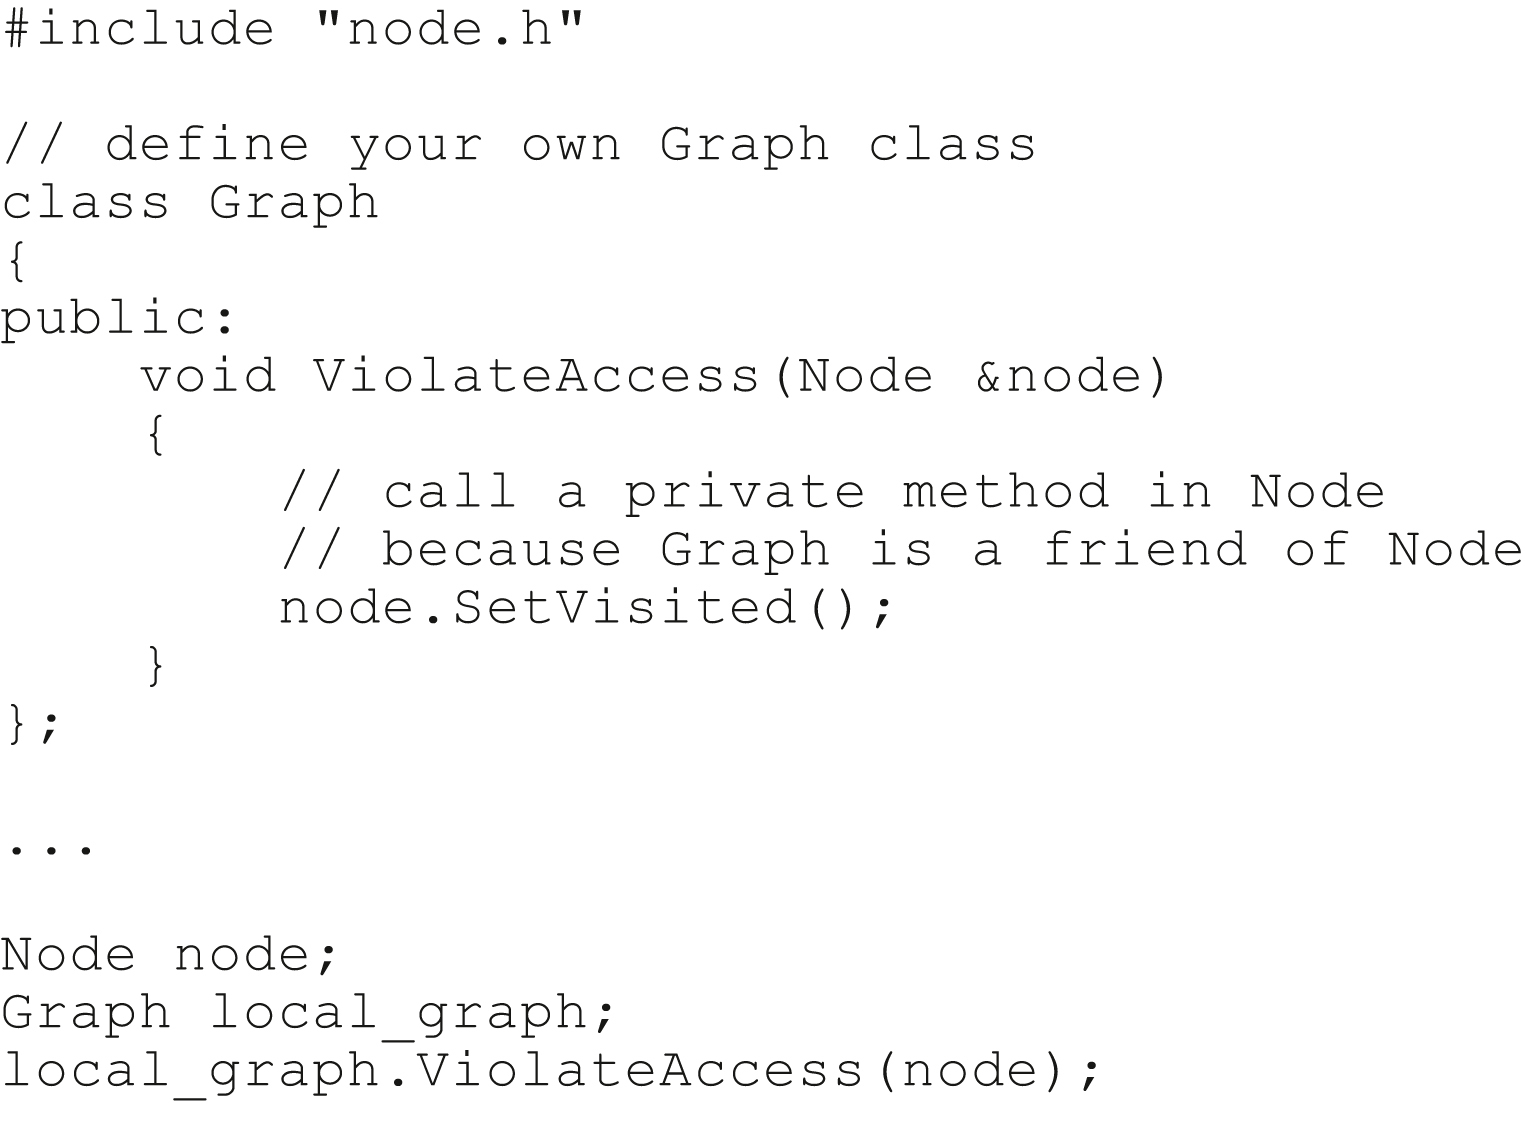 #include "node.h"

// define your own Graph class
class Graph
{
public:
    void ViolateAccess(Node &node)
    {
        // call a private method in Node
        // because Graph is a friend of Node
        node.SetVisited();
    }
};

...

Node node;
Graph local_graph;
local_graph.ViolateAccess(node);